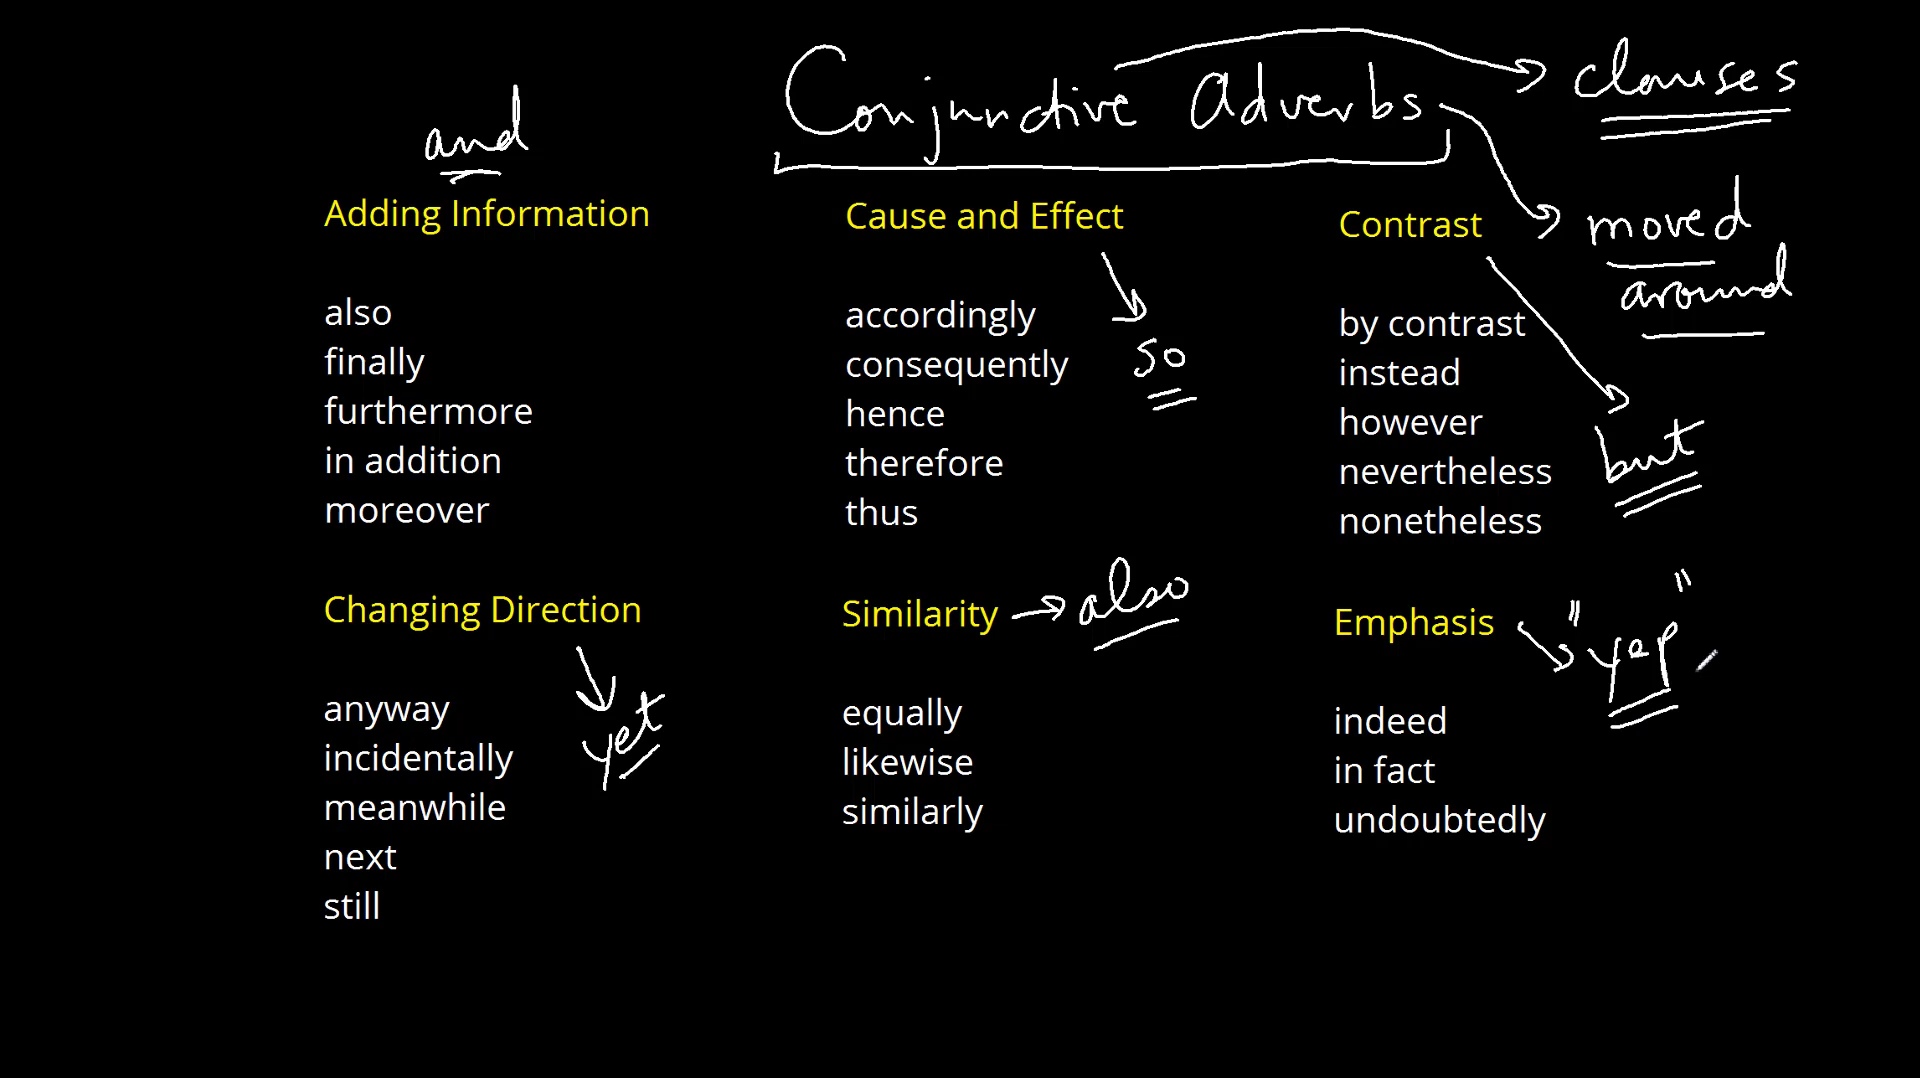 Conjunctive Adverbs
clauses
and
moved
around
Adding Information
also
finally
furthermore
in addition
moreover
Cause and Effect
so
accordingly
consequently
hence
therefore
thus
Contrast
but
by contrast
instead
however
nevertheless
nonetheless
Changing Direction
yet
anyway
incidentally
meanwhile
next
still
Similarity
also
equally
likewise
similarly
Emphasis
"yep"
indeed
in fact
undoubtedly